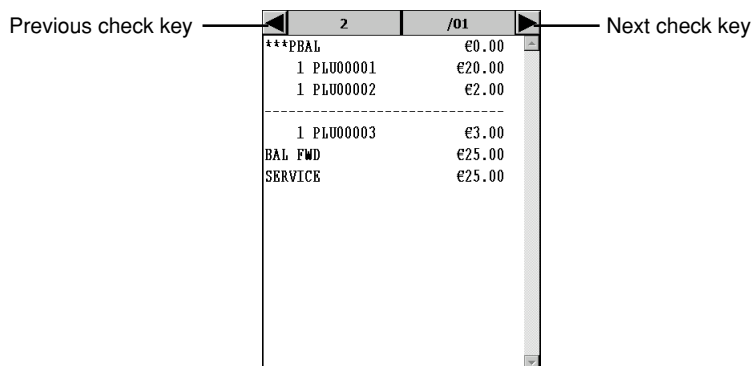 Previous check key
2 /01
Next check key
***PBAL €0.00
1 PLU00001 €20.00
1 PLU00002 €2.00
--------------------------------
1 PLU00003 €3.00
BAL FWD €25.00
SERVICE €25.00